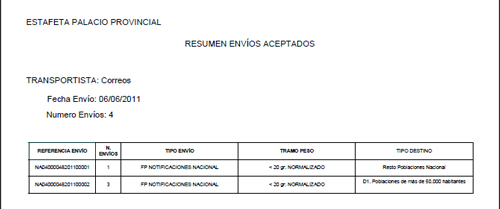 ESTAFETA PALACIO PROVINCIAL
RESUMEN ENVÍOS ACEPTADOS
TRANSPORTISTA: Correos
Fecha Envío: 06/06/2011
Numero Envíos: 4
REFERENCIA ENVÍO N. ENVÍOS TIPO ENVÍO TRAMO PESO TIPO DESTINO
NA04000048201100001 1 FP NOTIFICACIONES NACIONAL < 20 gr. NORMALIZADO Resto Poblaciones Nacional
NA04000048201100002 3 FP NOTIFICACIONES NACIONAL < 20 gr. NORMALIZADO D1. Poblaciones de más de 50.000 habitantes